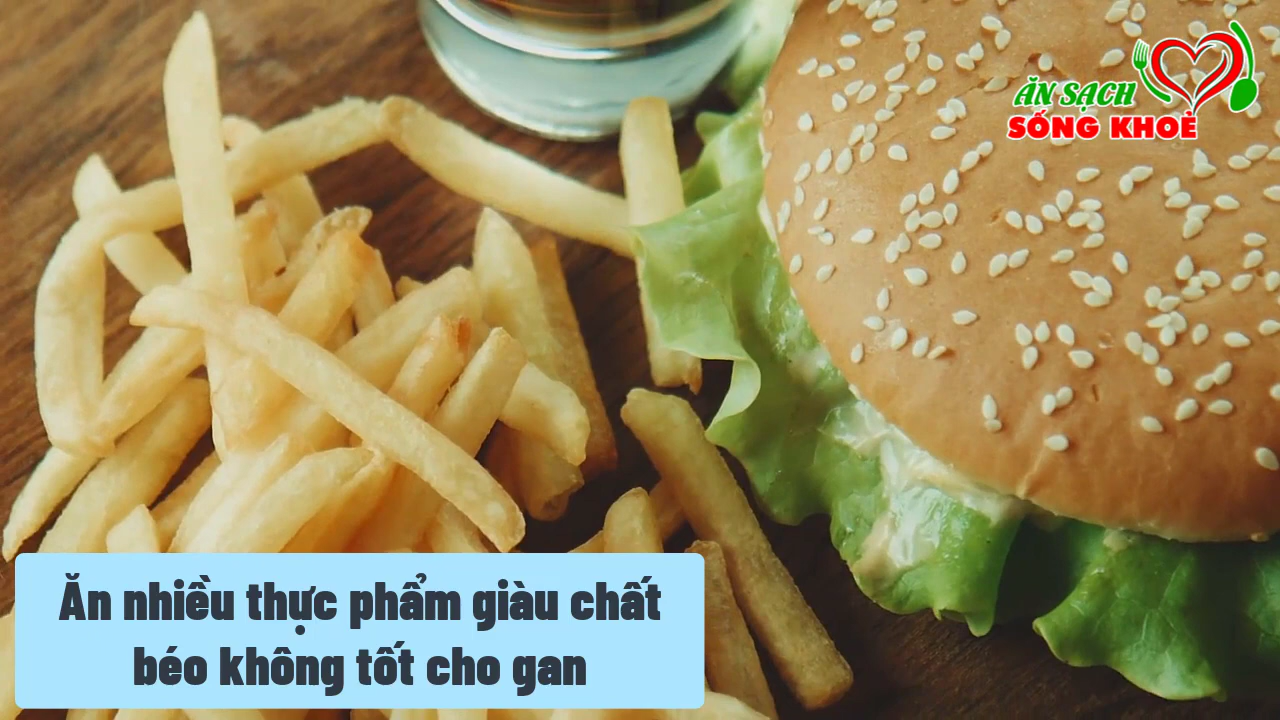 ĂN SẠCH
SỐNG KHOẺ
Ăn nhiều thực phẩm giàu chất
béo không tốt cho gan